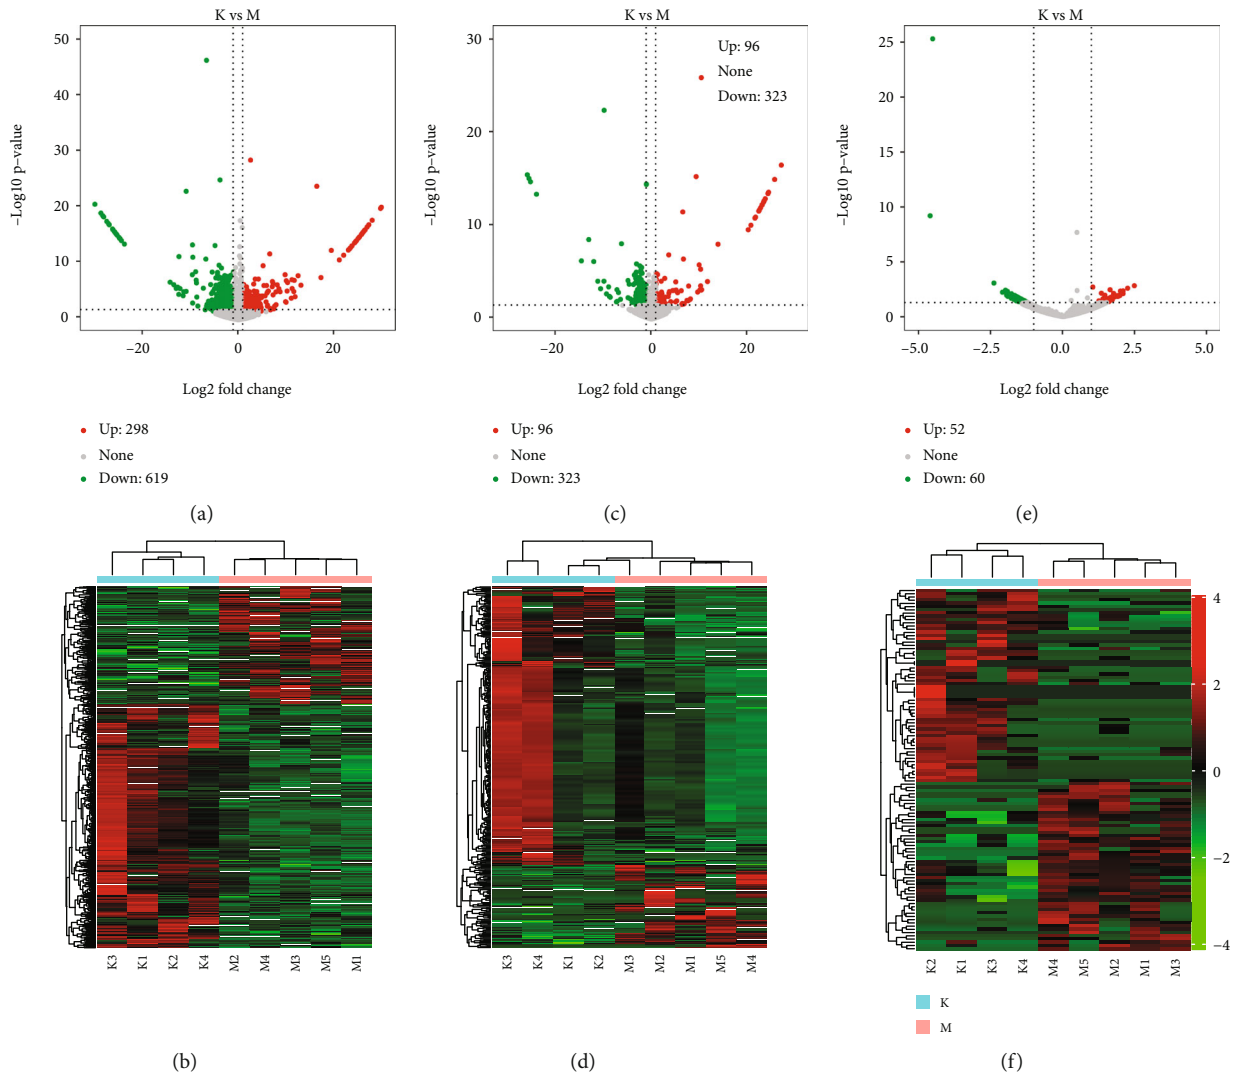 K vs M
50
40
30
20
10
0
−Log10 p–value
−20
0
20
Log2 fold change
Up: 298
None
Down: 619
(a)
K vs M
30
20
10
0
−Log10 p–value
Up: 96
None
Down: 323
−20
0
20
Log2 fold change
Up: 96
None
Down: 323
(c)
K vs M
25
20
15
10
5
0
−Log10 p–value
−5.0
−2.5
0.0
2.5
5.0
Log2 fold change
Up: 52
None
Down: 60
(e)
K3 K1 K2 K4 M2 M4 M3 M5 M1
(b)
K3 K4 K1 K2 M3 M2 M1 M5 M4
(d)
4
2
0
−2
−4
K2 K1 K3 K4 M4 M5 M2 M1 M3
K
M
(f)